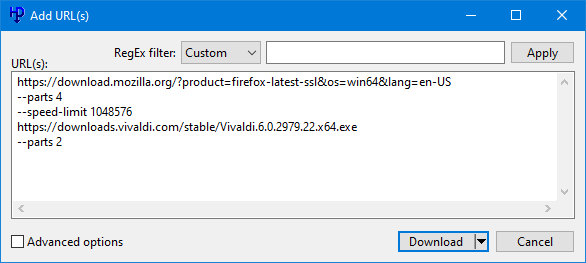 Add URL(s)
RegEx filter: Custom Apply
URL(s):
https://download.mozilla.org/?product=firefox-latest-ssl&os=win64&lang=en-US
--parts 4
--speed-limit 1048576
https://downloads.vivaldi.com/stable/Vivaldi.6.0.2979.22.x64.exe
--parts 2
Advanced options Download Cancel